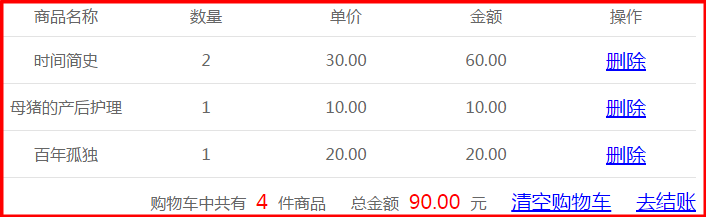 商品名称 数量 单价 金额 操作
时间简史 2 30.00 60.00 删除
母猪的产后护理 1 10.00 10.00 删除
百年孤独 1 20.00 20.00 删除
购物车中共有 4 件商品 总金额 90.00 元 清空购物车 去结账